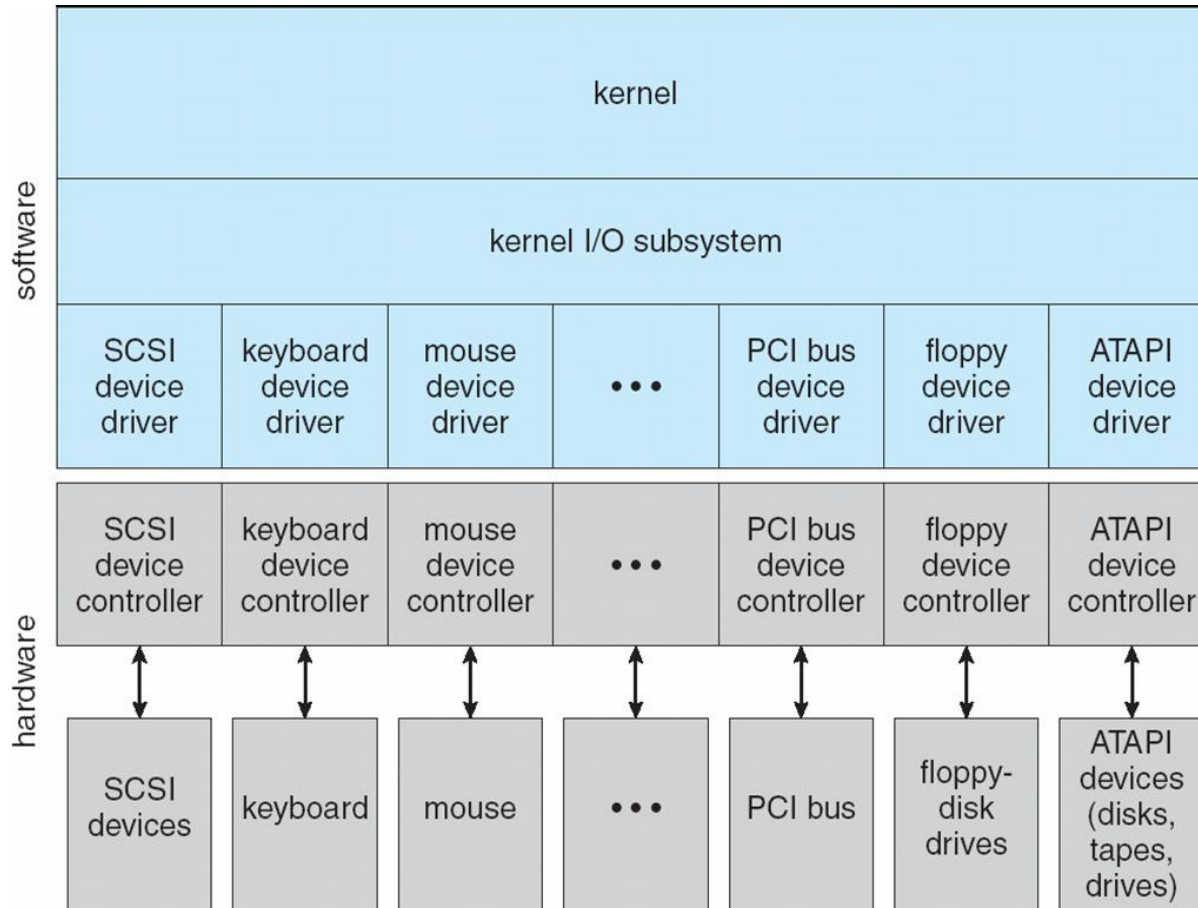 software
kernel
kernel I/O subsystem
SCSI
device
driver
keyboard
device
driver
mouse
device
driver
•••
PCI bus
device
driver
floppy
device
driver
ATAPI
device
driver
hardware
SCSI
device
controller
keyboard
device
controller
mouse
device
controller
•••
PCI bus
device
controller
floppy
device
controller
ATAPI
device
controller
SCSI
devices
keyboard
mouse
•••
PCI bus
floppy-
disk
drives
ATAPI
devices
(disks,
tapes,
drives)